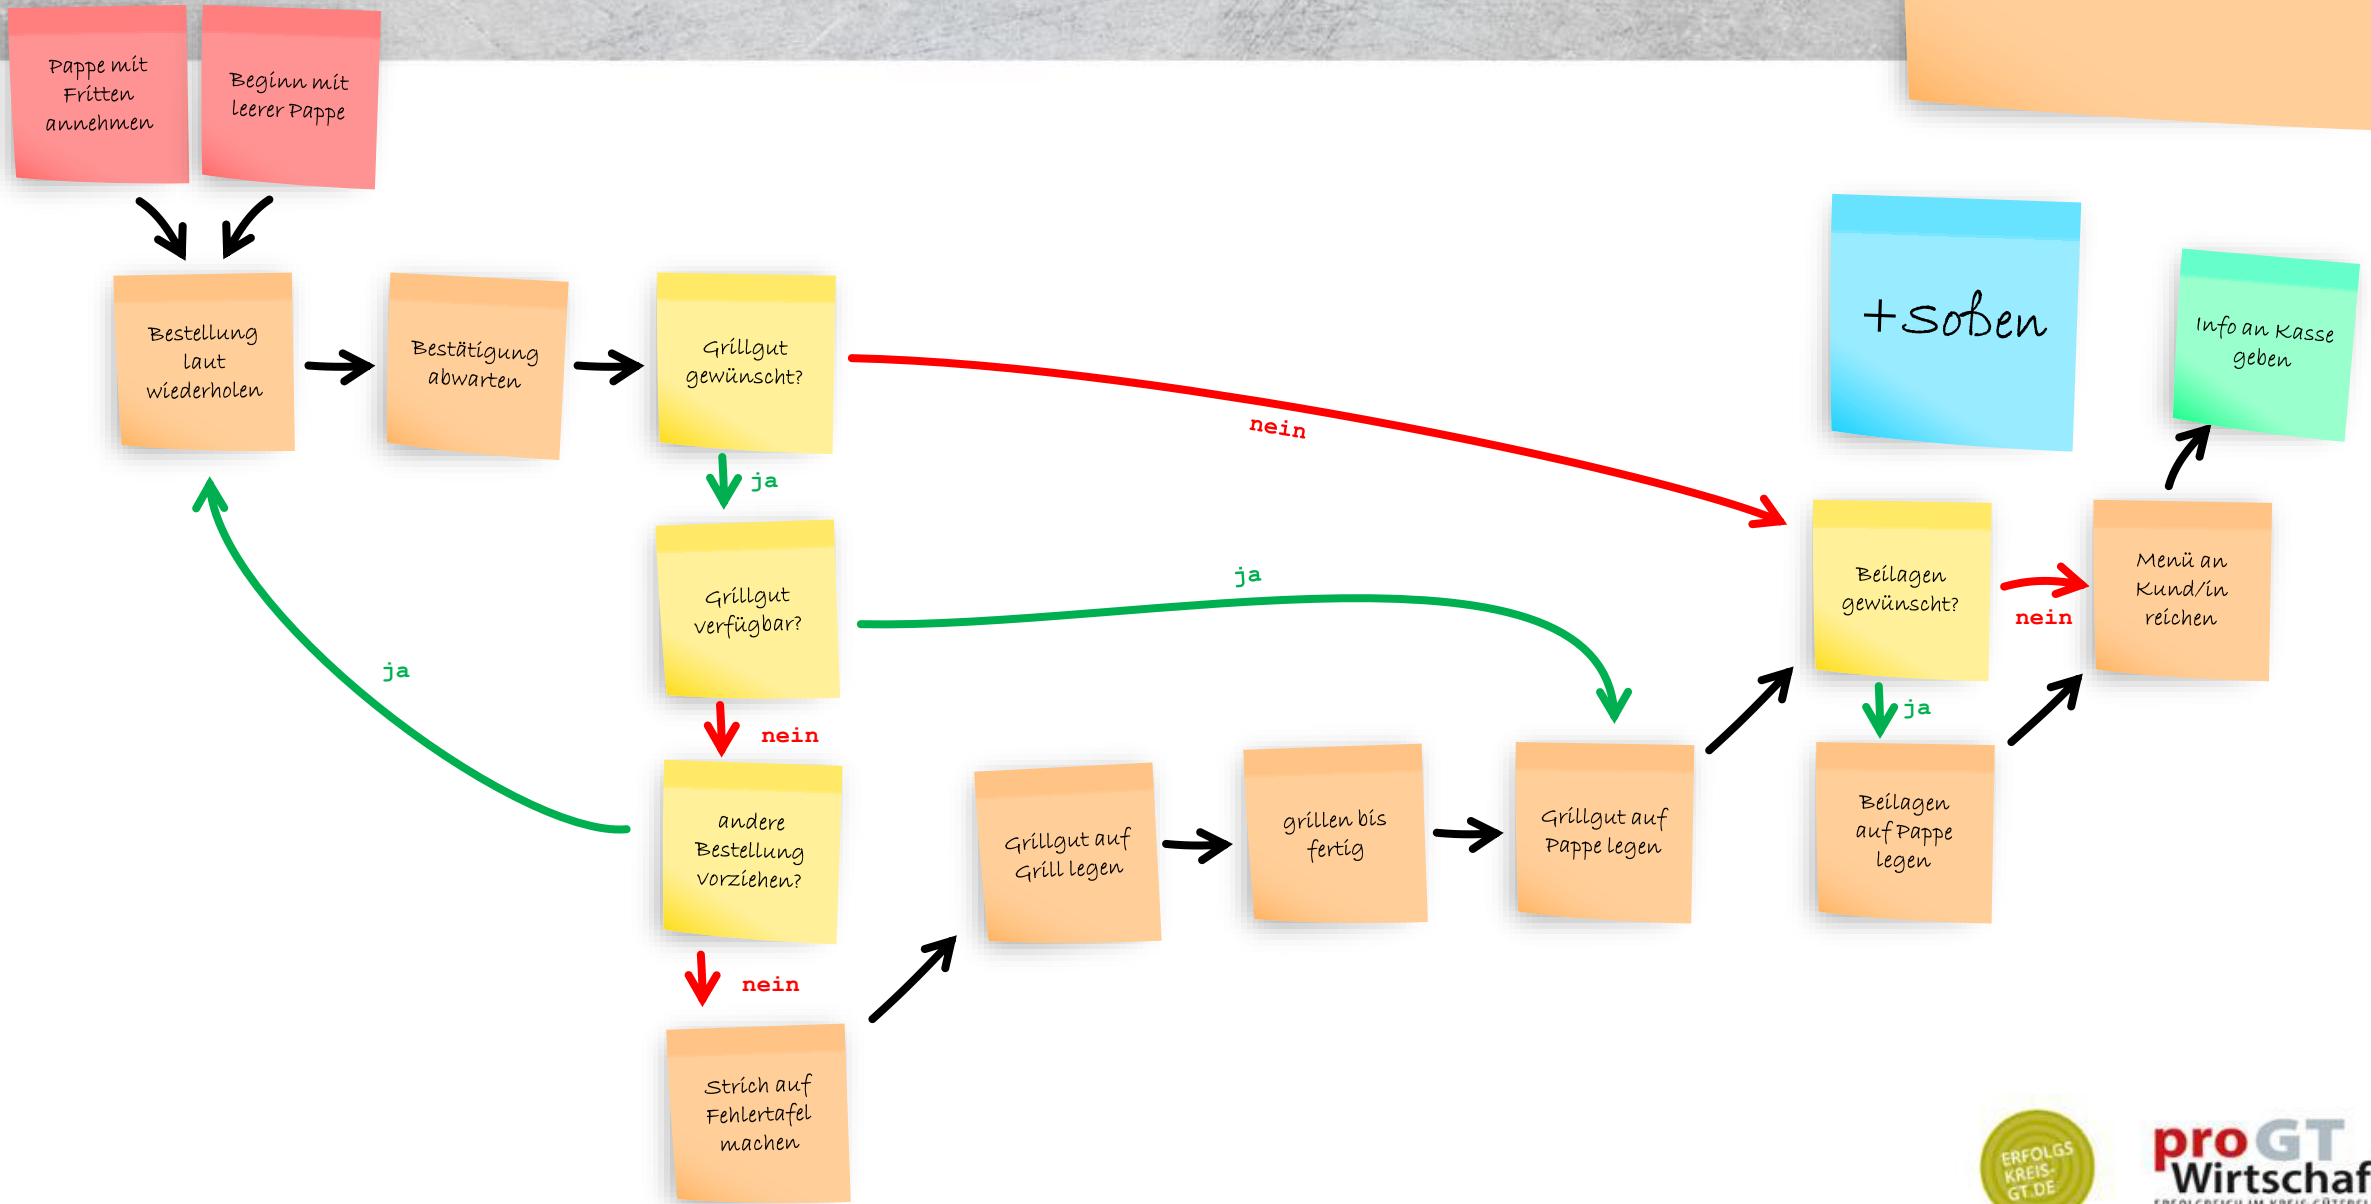 Pappe mit
Fritten
annehmen
Beginn mit
leerer Pappe
Bestellung
laut
wiederholen
Bestätigung
abwarten
Grillgut
gewünscht?
nein
+Soßen
Info an Kasse
geben
ja
Grillgut
verfügbar?
ja
Beilagen
gewünscht?
nein
Menü an
Kund/in
reichen
ja
nein
ja
andere
Bestellung
vorziehen?
Grillgut auf
Grill legen
grillen bis
fertig
Grillgut auf
Pappe legen
Beilagen
auf Pappe
legen
nein
Strich auf
Fehlertafel
machen
ERFOLGS
KREIS-
GT.DE
pro GT
Wirtschaf